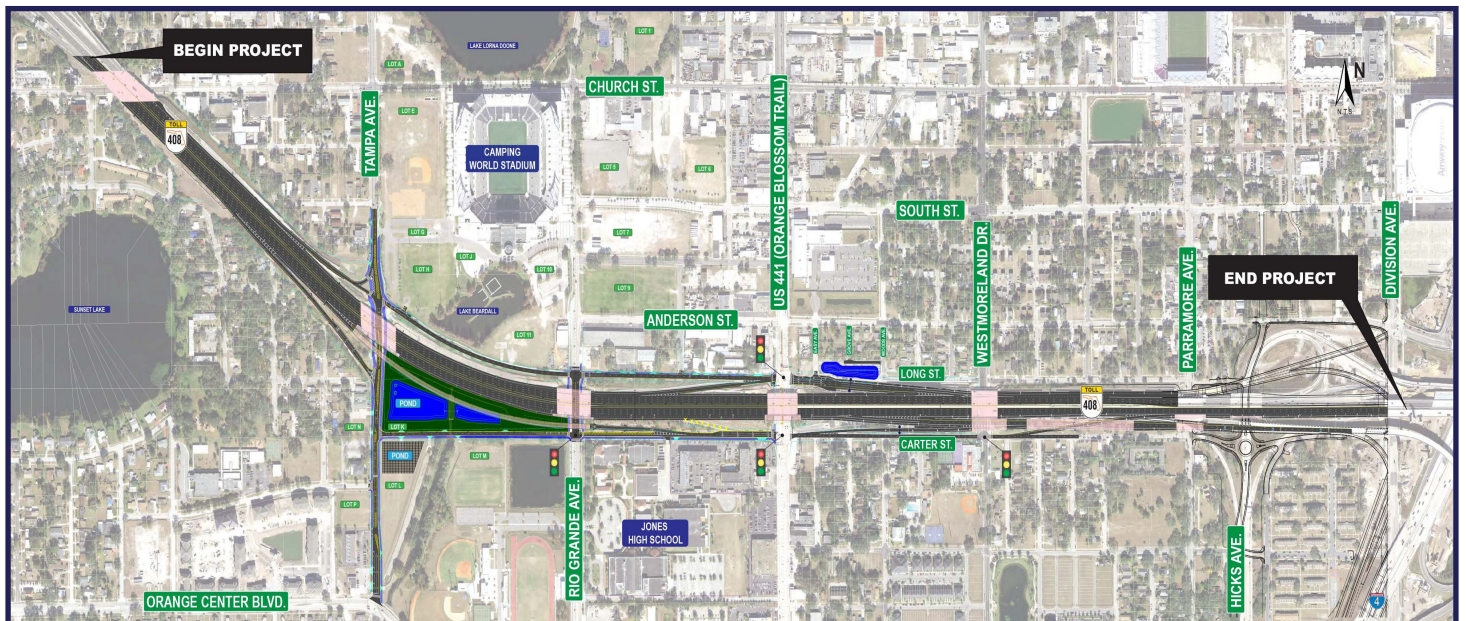 BEGIN PROJECT
LAKE LORNA DOONE
LOT 1
LOT A
N
N.T.S
CHURCH ST.
TAMPA AVE.
LOT E
TOLL
408
CAMPING
WORLD STADIUM
LOT 5
LOT 6
US 441 (ORANGE BLOSSOM TRAIL)
SOUTH ST.
WESTMORELAND DR.
PARRAMORE AVE.
DIVISION AVE.
LOT G
LOT J
LOT 7
LOT H
LOT 10
LOT 9
END PROJECT
SUNSET LAKE
LAKE BEARDALL
ANDERSON ST.
LOT 11
GROVE AVE.
LONG ST.
POND
TOLL
408
LOT N
LOT K
CARTER ST.
POND
LOT M
LOT L
LOT P
RIO GRANDE AVE.
JONES
HIGH SCHOOL
HICKS AVE.
ORANGE CENTER BLVD.
4